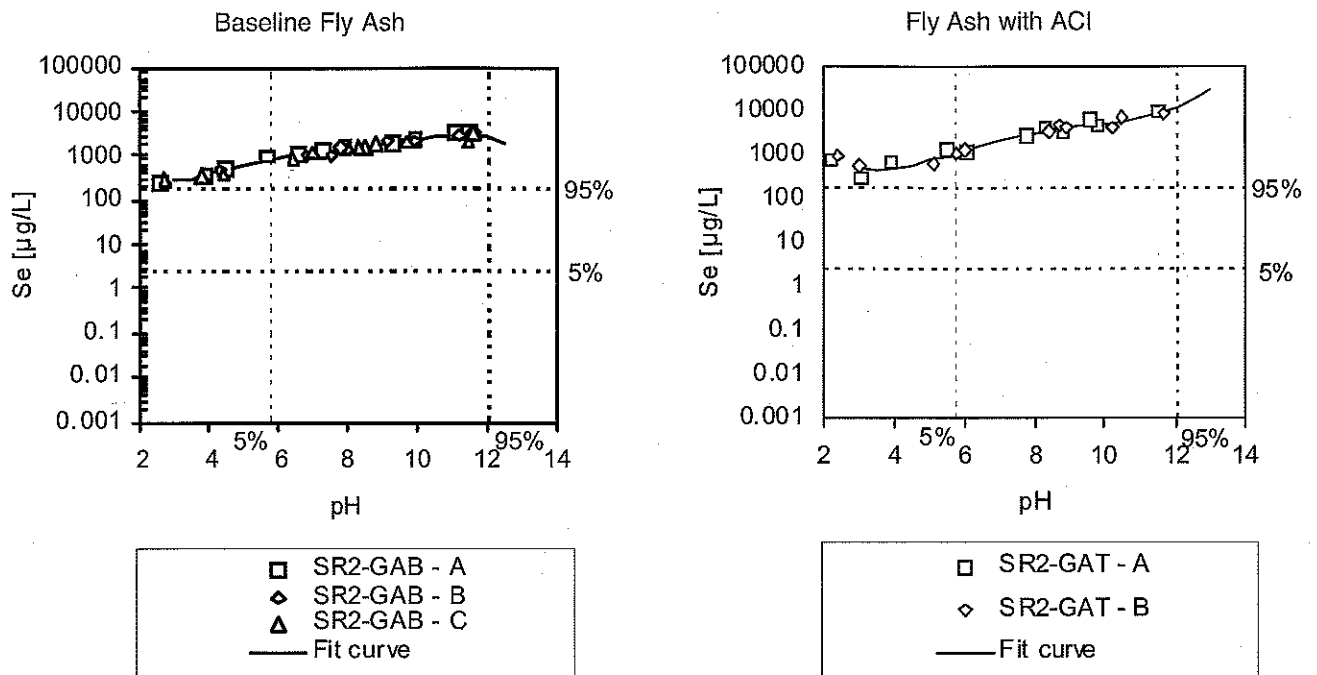 Baseline Fly Ash
100000
10000
1000
100
10
1
0.1
0.01
0.001
Se [µg/L]
95%
5%
5%
95%
2 4 6 8 10 12 14
pH
SR2-GAB - A
SR2-GAB - B
SR2-GAB - C
Fit curve
Fly Ash with ACI
100000
10000
1000
100
10
1
0.1
0.01
0.001
Se [µg/L]
95%
5%
5%
95%
2 4 6 8 10 12 14
pH
SR2-GAT - A
SR2-GAT - B
Fit curve